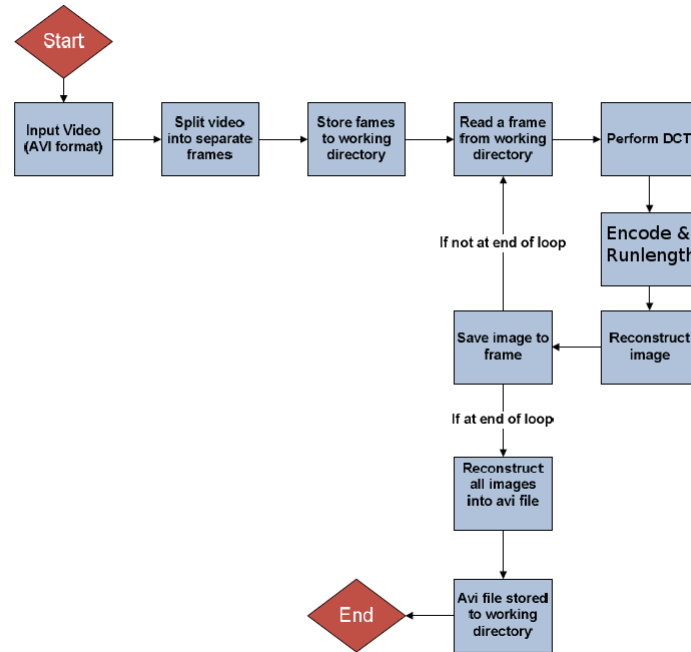 Start
Input Video
(AVI format)
Split video
into separate
frames
Store fames
to working
directory
Read a frame
from working
directory
Perform DCT
Encode &
Runlength
If not at end of loop
Save image to
frame
Reconstruct
image
If at end of loop
Reconstruct
all images
into avi file
Avi file stored
to working
directory
End